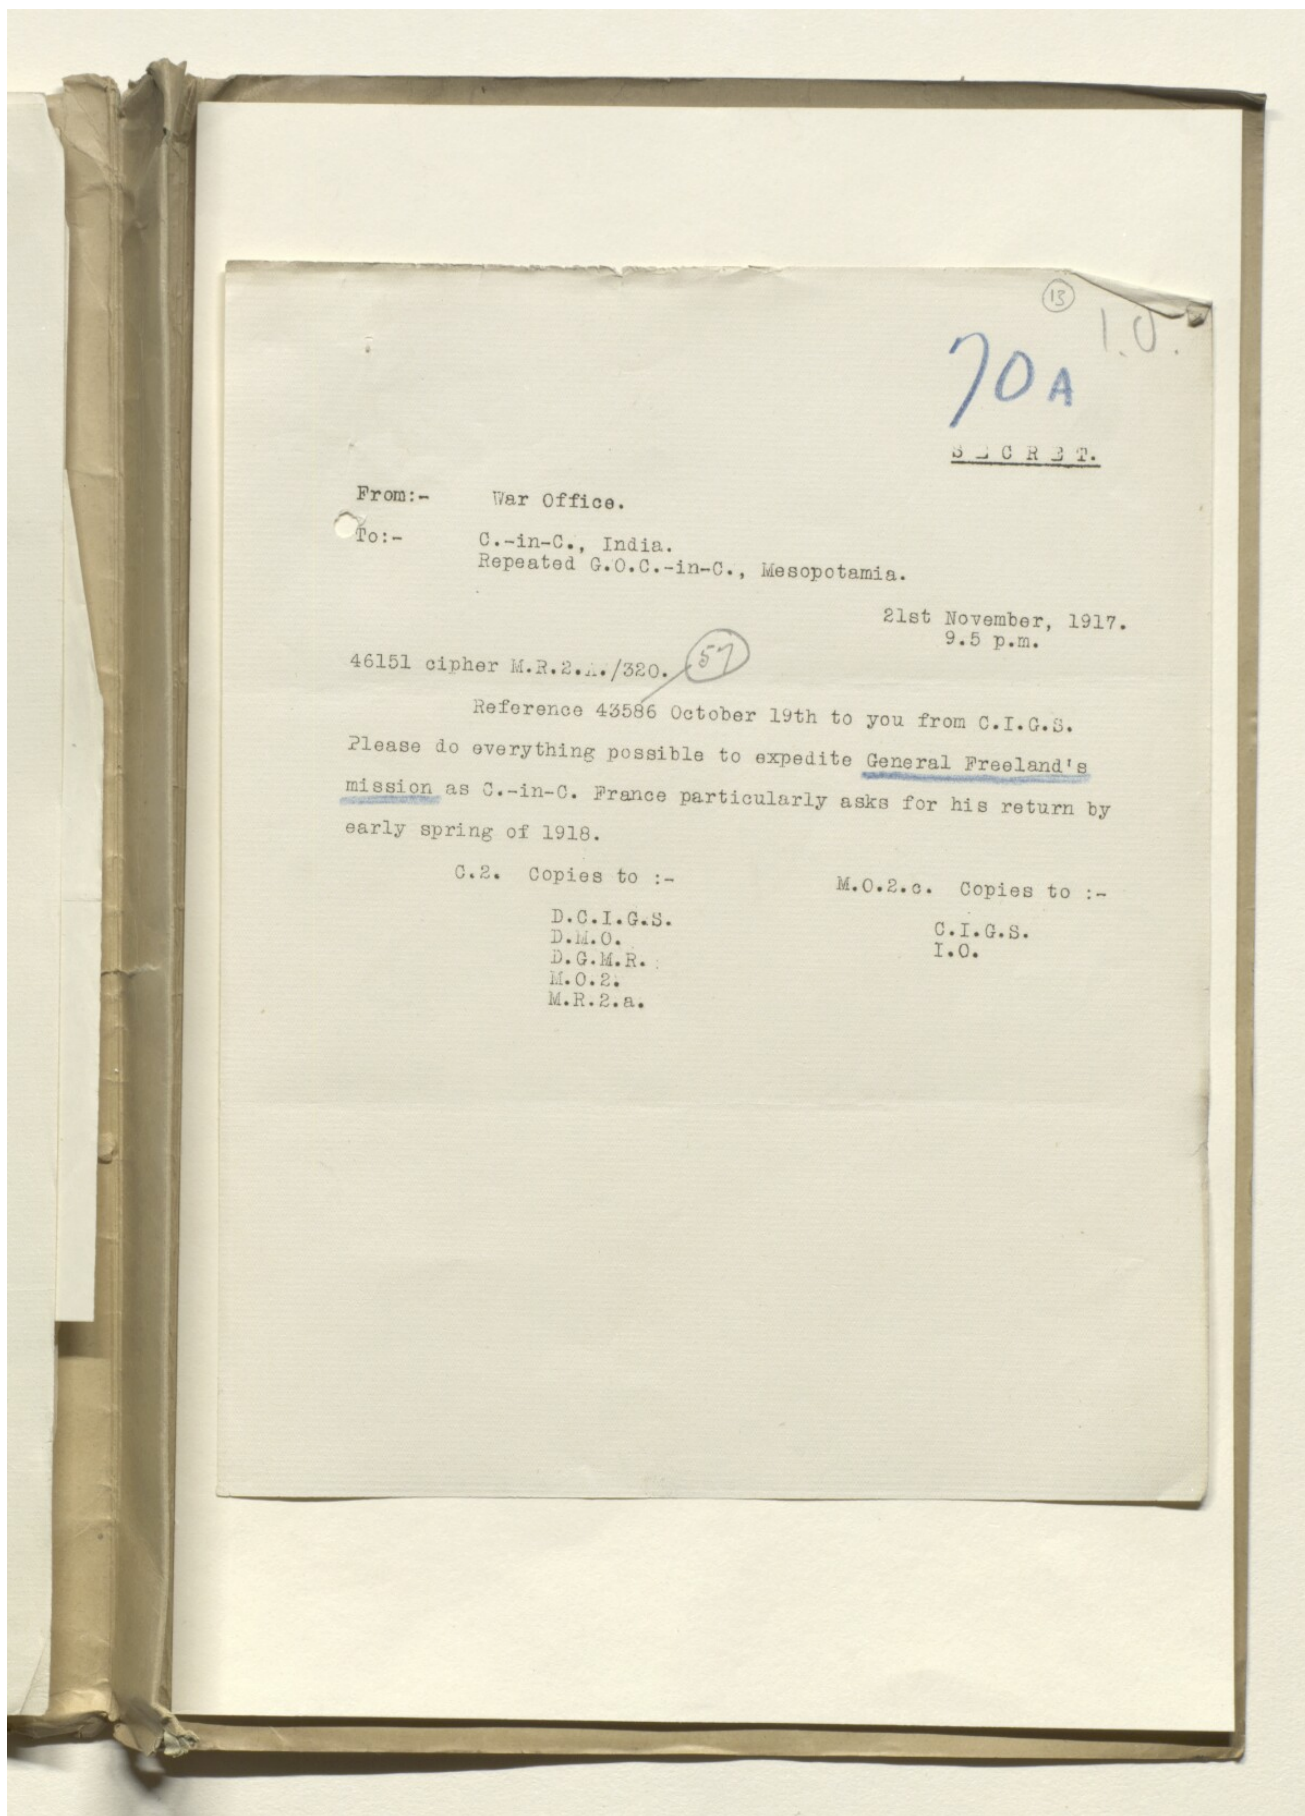 13
I.O.
70A
SECRET.
From:- War Office.
To:- C.-in-C., India.
Repeated G.O.C.-in-C., Mesopotamia.
21st November, 1917.
9.5 p.m.
46151 cipher M.R.2.A./320. 57
Reference 43586 October 19th to you from C.I.G.S.
Please do everything possible to expedite General Freeland's
mission as C.-in-C. France particularly asks for his return by
early spring of 1918.
C.2. Copies to :- M.O.2.c. Copies to :-
D.C.I.G.S. C.I.G.S.
D.M.O. I.O.
D.G.M.R.
M.O.2.
M.R.2.a.